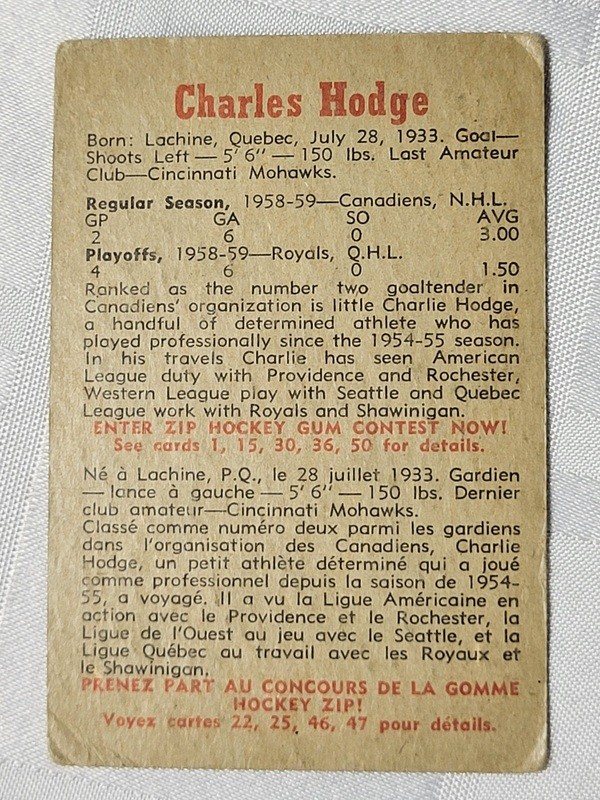 Charles Hodge
Born: Lachine, Quebec, July 28, 1933. Goal—
Shoots Left — 5' 6" — 150 lbs. Last Amateur
Club—Cincinnati Mohawks.
Regular Season, 1958-59—Canadiens, N.H.L.
GP GA SO AVG
2 6 0 3.00
Playoffs, 1958-59—Royals, Q.H.L.
4 6 0 1.50
Ranked as the number two goaltender in
Canadiens' organization is little Charlie Hodge,
a handful of determined athlete who has
played professionally since the 1954-55 season.
In his travels Charlie has seen American
League duty with Providence and Rochester,
Western League play with Seattle and Quebec
League work with Royals and Shawinigan.
ENTER ZIP HOCKEY GUM CONTEST NOW!
See cards 1, 15, 30, 36, 50 for details.
Né à Lachine, P.Q., le 28 juillet 1933. Gardien
— lance à gauche — 5' 6" — 150 lbs. Dernier
club amateur—Cincinnati Mohawks.
Classé comme numéro deux parmi les gardiens
dans l'organisation des Canadiens, Charlie
Hodge, un petit athlète déterminé qui a joué
comme professionnel depuis la saison de 1954-
55, a voyagé. Il a vu la Ligue Américaine en
action avec le Providence et le Rochester, la
Ligue de l'Ouest au jeu avec le Seattle, et la
Ligue Québec au travail avec les Royaux et
le Shawinigan.
PRENEZ PART AU CONCOURS DE LA GOMME
HOCKEY ZIP!
Voyez cartes 22, 25, 46, 47 pour détails.